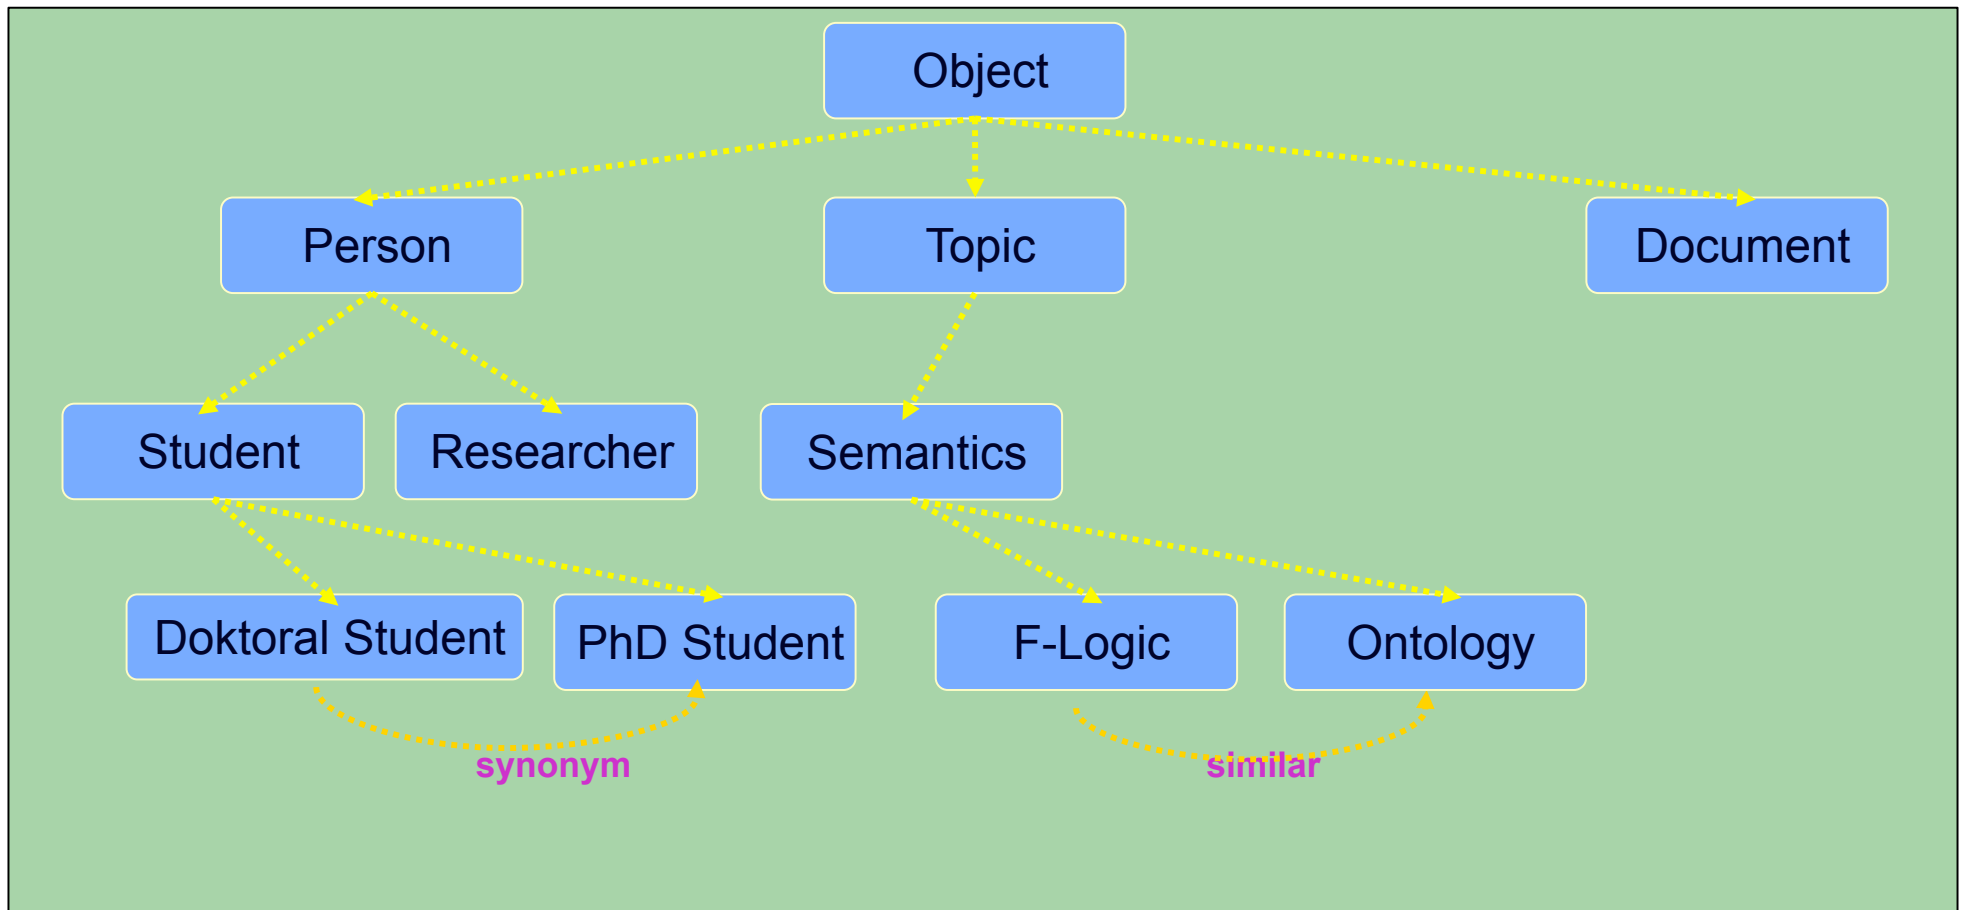 Object
Person
Topic
Document
Student
Researcher
Semantics
Doktoral Student
PhD Student
F-Logic
Ontology
synonym
similar